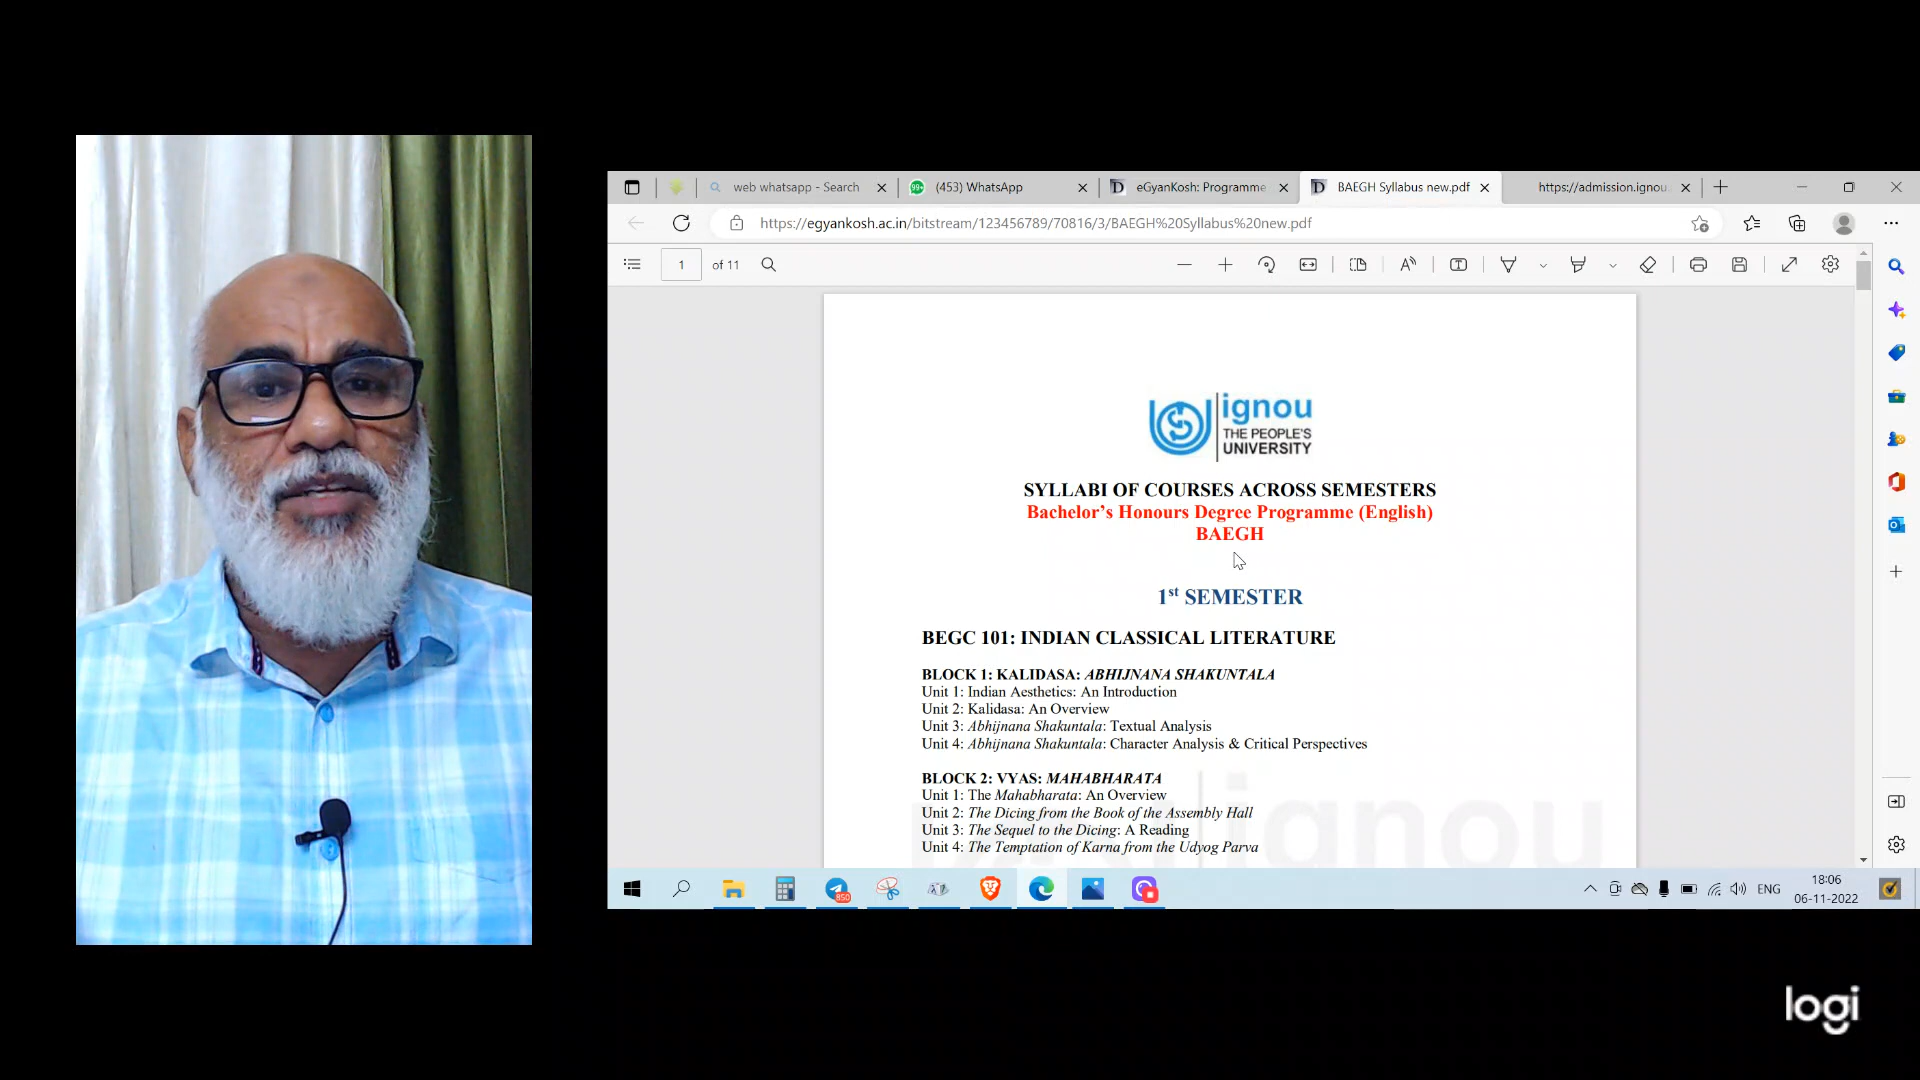 web whatsapp - Search
99+
(453) WhatsApp
eGyanKosh: Programme
BAEGH Syllabus new.pdf
https://admission.ignou
https://egyankosh.ac.in/bitstream/123456789/70816/3/BAEGH%20Syllabus%20new.pdf
1 of 11
ignou
THE PEOPLE'S
UNIVERSITY
SYLLABI OF COURSES ACROSS SEMESTERS
Bachelor's Honours Degree Programme (English)
BAEGH
1st SEMESTER
BEGC 101: INDIAN CLASSICAL LITERATURE
BLOCK 1: KALIDASA: ABHIJNANA SHAKUNTALA
Unit 1: Indian Aesthetics: An Introduction
Unit 2: Kalidasa: An Overview
Unit 3: Abhijnana Shakuntala: Textual Analysis
Unit 4: Abhijnana Shakuntala: Character Analysis & Critical Perspectives
BLOCK 2: VYAS: MAHABHARATA
Unit 1: The Mahabharata: An Overview
Unit 2: The Dicing from the Book of the Assembly Hall
Unit 3: The Sequel to the Dicing: A Reading
Unit 4: The Temptation of Karna from the Udyog Parva
ignou
850
ENG
18:06
06-11-2022
logi